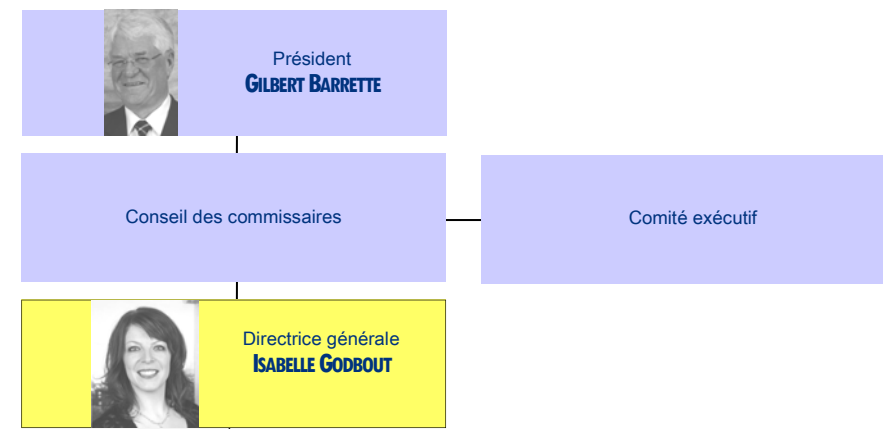 Président
GILBERT BARRETTE
Conseil des commissaires
Comité exécutif
Directrice générale
ISABELLE GODBOUT